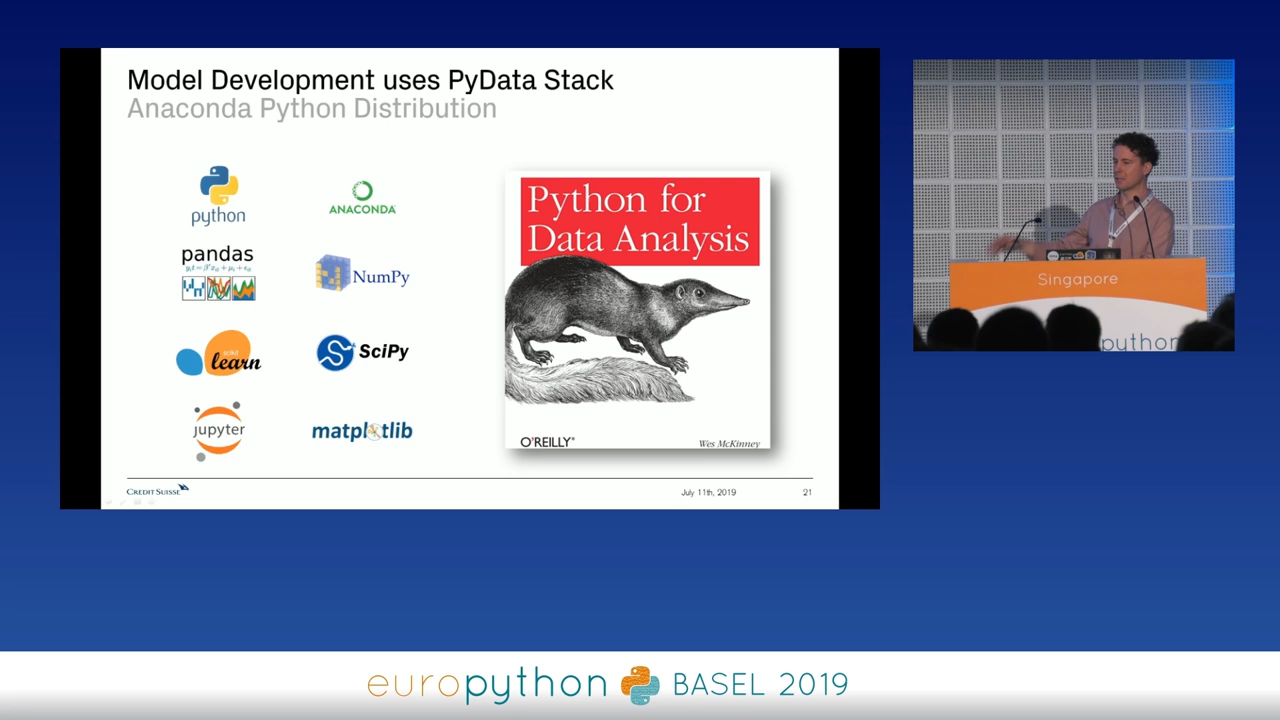 Model Development uses PyData Stack
Anaconda Python Distribution
python
ANACONDA
pandas
NumPy
scikit
learn
SciPy
jupyter
matplotlib
Python for
Data Analysis
O'REILLY®
Wes McKinney
CREDIT SUISSE
July 11th, 2019
21
Singapore
python
europython BASEL 2019